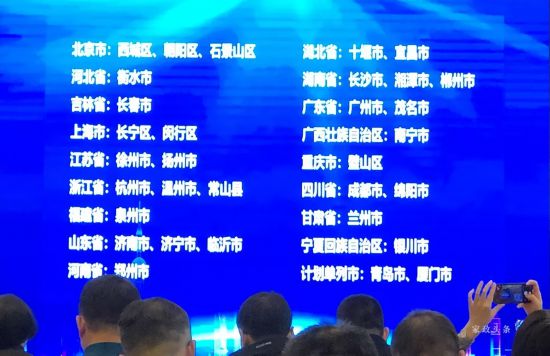 北京市：西城区、朝阳区、石景山区
河北省：衡水市
吉林省：长春市
上海市：长宁区、闵行区
江苏省：徐州市、扬州市
浙江省：杭州市、温州市、常山县
福建省：泉州市
山东省：济南市、济宁市、临沂市
河南省：郑州市
湖北省：十堰市、宜昌市
湖南省：长沙市、湘潭市、郴州市
广东省：广州市、茂名市
广西壮族自治区：南宁市
重庆市：璧山区
四川省：成都市、绵阳市
甘肃省：兰州市
宁夏回族自治区：银川市
计划单列市：青岛市、厦门市
家政头条